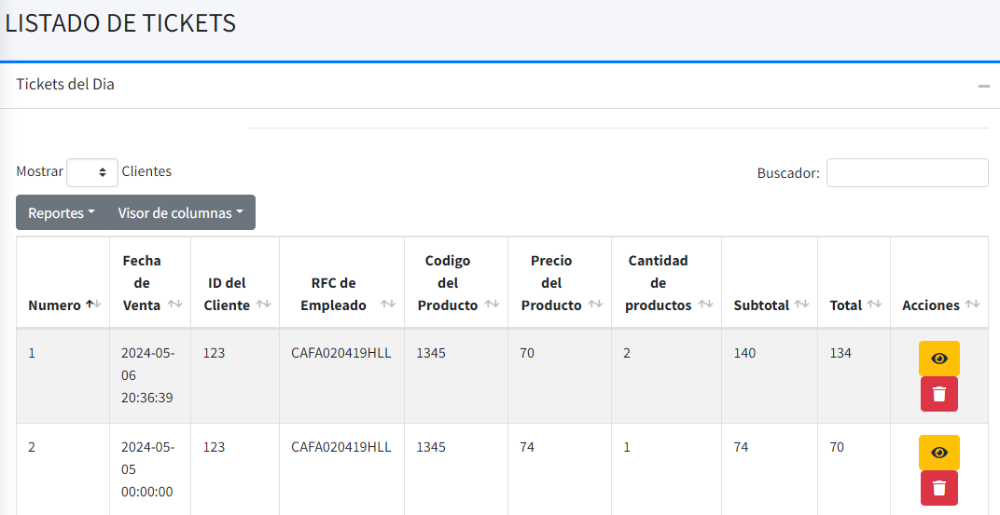 LISTADO DE TICKETS
Tickets del Dia
Mostrar Clientes
Buscador:
Reportes Visor de columnas
Numero Fecha de Venta ID del Cliente RFC de Empleado Codigo del Producto Precio del Producto Cantidad de productos Subtotal Total Acciones
1 2024-05-06 20:36:39 123 CAFA020419HLL 1345 70 2 140 134
2 2024-05-05 00:00:00 123 CAFA020419HLL 1345 74 1 74 70